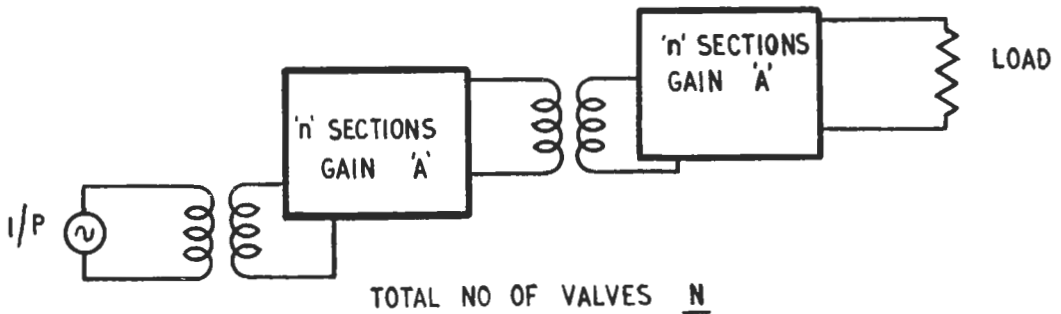 'n' SECTIONS
GAIN 'A'
LOAD
'n' SECTIONS
GAIN 'A'
I/P
TOTAL NO OF VALVES N